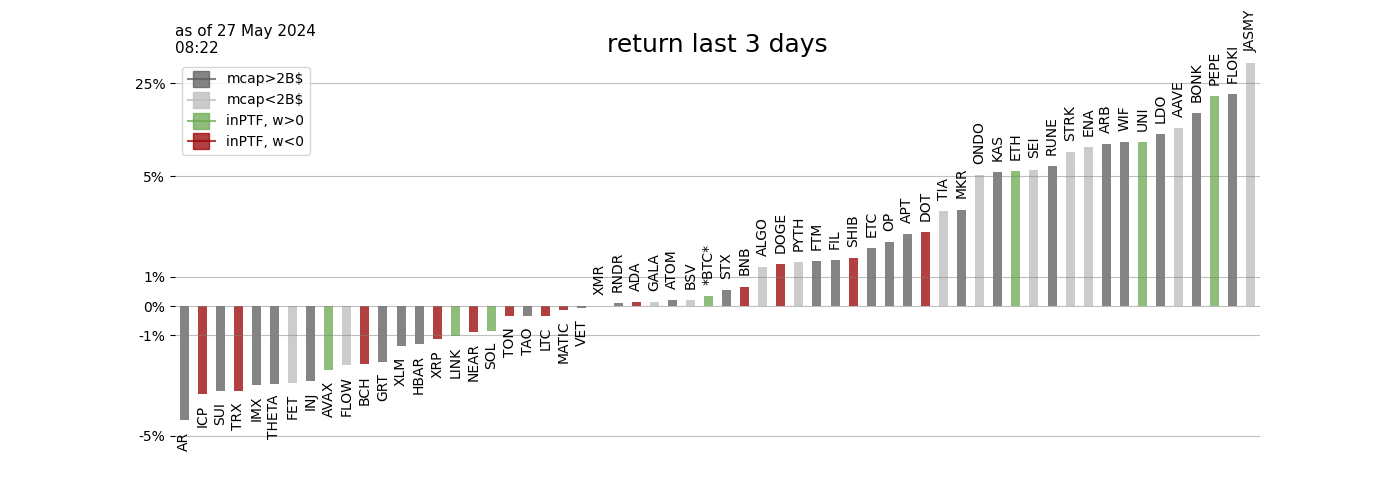 as of 27 May 2024
08:22
return last 3 days
mcap>2B$
mcap<2B$
inPTF, w>0
inPTF, w<0
25%
5%
1%
0%
-1%
-5%
AR
ICP
SUI
TRX
IMX
THETA
FET
INJ
AVAX
FLOW
BCH
GRT
XLM
HBAR
XRP
LINK
NEAR
SOL
TON
TAO
LTC
MATIC
VET
XMR
RNDR
ADA
GALA
ATOM
BSV
*BTC*
STX
BNB
ALGO
DOGE
PYTH
FTM
FIL
SHIB
ETC
OP
APT
DOT
TIA
MKR
ONDO
KAS
ETH
SEI
RUNE
STRK
ENA
ARB
WIF
UNI
LDO
AAVE
BONK
PEPE
FLOKI
JASMY